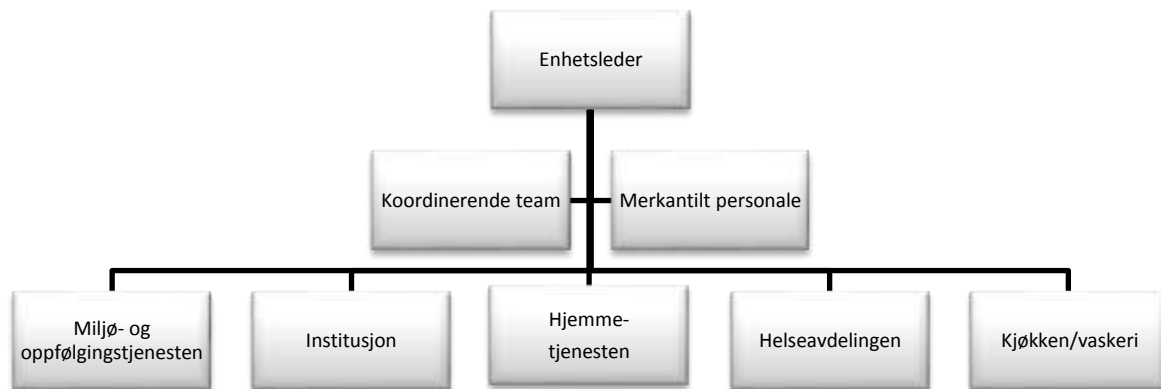 Enhetsleder
Koordinerende team
Merkantilt personale
Miljø- og
oppfølgingstjenesten
Institusjon
Hjemme-
tjenesten
Helseavdelingen
Kjøkken/vaskeri